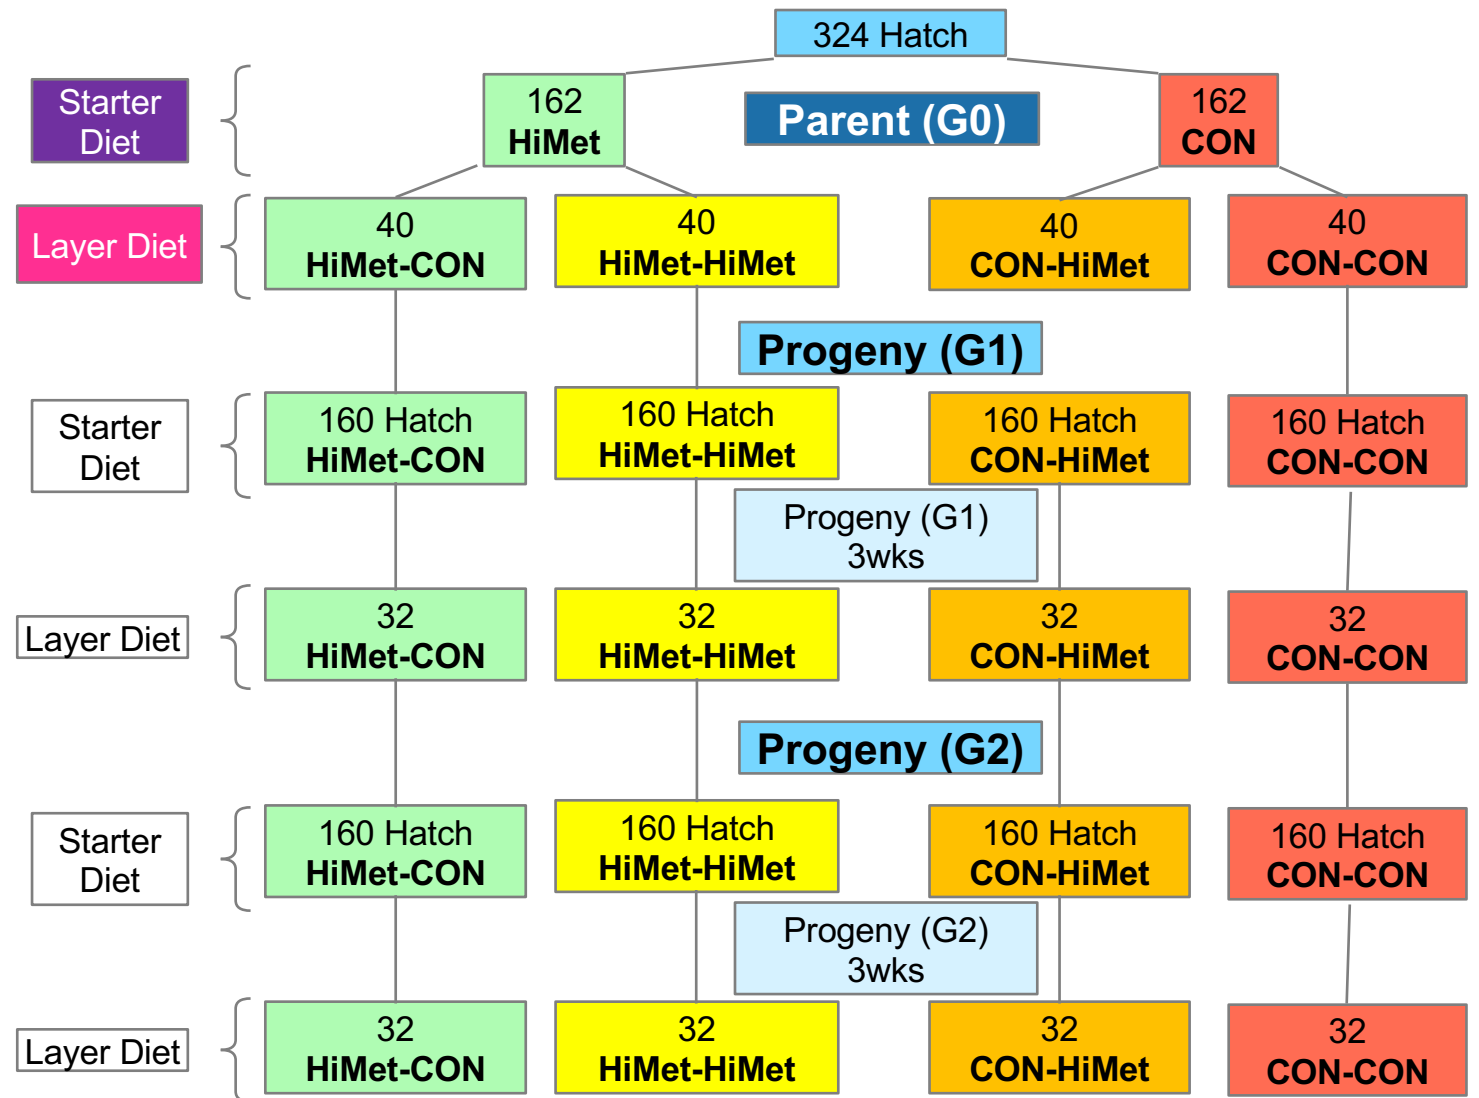 324 Hatch
Starter
Diet
162
HiMet
Parent (G0)
162
CON
Layer Diet
40
HiMet-CON
40
HiMet-HiMet
40
CON-HiMet
40
CON-CON
Progeny (G1)
Starter
Diet
160 Hatch
HiMet-CON
160 Hatch
HiMet-HiMet
160 Hatch
CON-HiMet
160 Hatch
CON-CON
Progeny (G1)
3wks
Layer Diet
32
HiMet-CON
32
HiMet-HiMet
32
CON-HiMet
32
CON-CON
Progeny (G2)
Starter
Diet
160 Hatch
HiMet-CON
160 Hatch
HiMet-HiMet
160 Hatch
CON-HiMet
160 Hatch
CON-CON
Progeny (G2)
3wks
Layer Diet
32
HiMet-CON
32
HiMet-HiMet
32
CON-HiMet
32
CON-CON